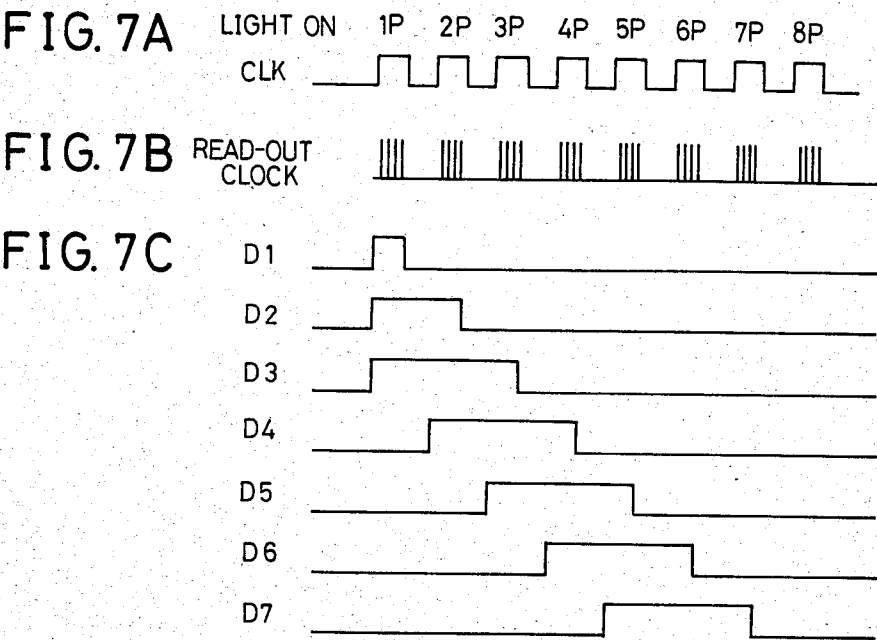 FIG. 7A LIGHT ON 1P 2P 3P 4P 5P 6P 7P 8P
CLK
FIG. 7B READ-OUT
CLOCK
FIG. 7C D1
D2
D3
D4
D5
D6
D7